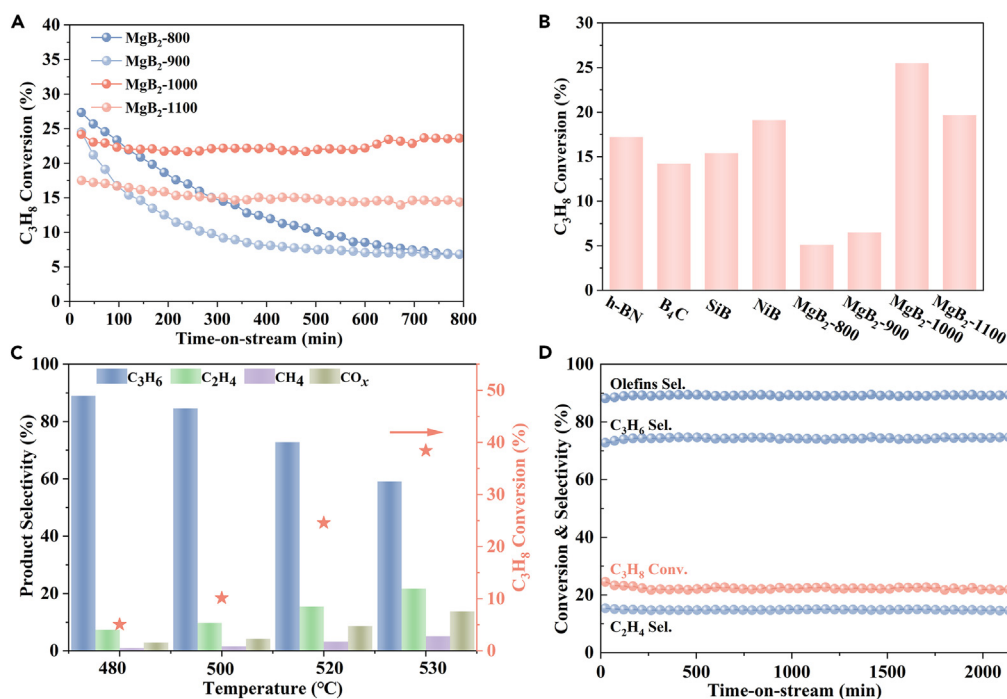 A
C₃H₈ Conversion (%)
40
35
30
25
20
15
10
5
0
MgB₂-800
MgB₂-900
MgB₂-1000
MgB₂-1100
0 100 200 300 400 500 600 700 800
Time-on-stream (min)
B
C₃H₈ Conversion (%)
30
25
20
15
10
5
0
h-BN B₄C SiB NiB MgB₂-800 MgB₂-900 MgB₂-1000 MgB₂-1100
C
Product Selectivity (%)
100
80
60
40
20
0
C₃H₆ C₂H₄ CH₄ COₓ
480 500 520 530
Temperature (°C)
50
40
30
20
10
0
C₃H₈ Conversion (%)
D
Conversion & Selectivity (%)
100
80
60
40
20
0
Olefins Sel.
C₃H₆ Sel.
C₃H₈ Conv.
C₂H₄ Sel.
0 500 1000 1500 2000
Time-on-stream (min)